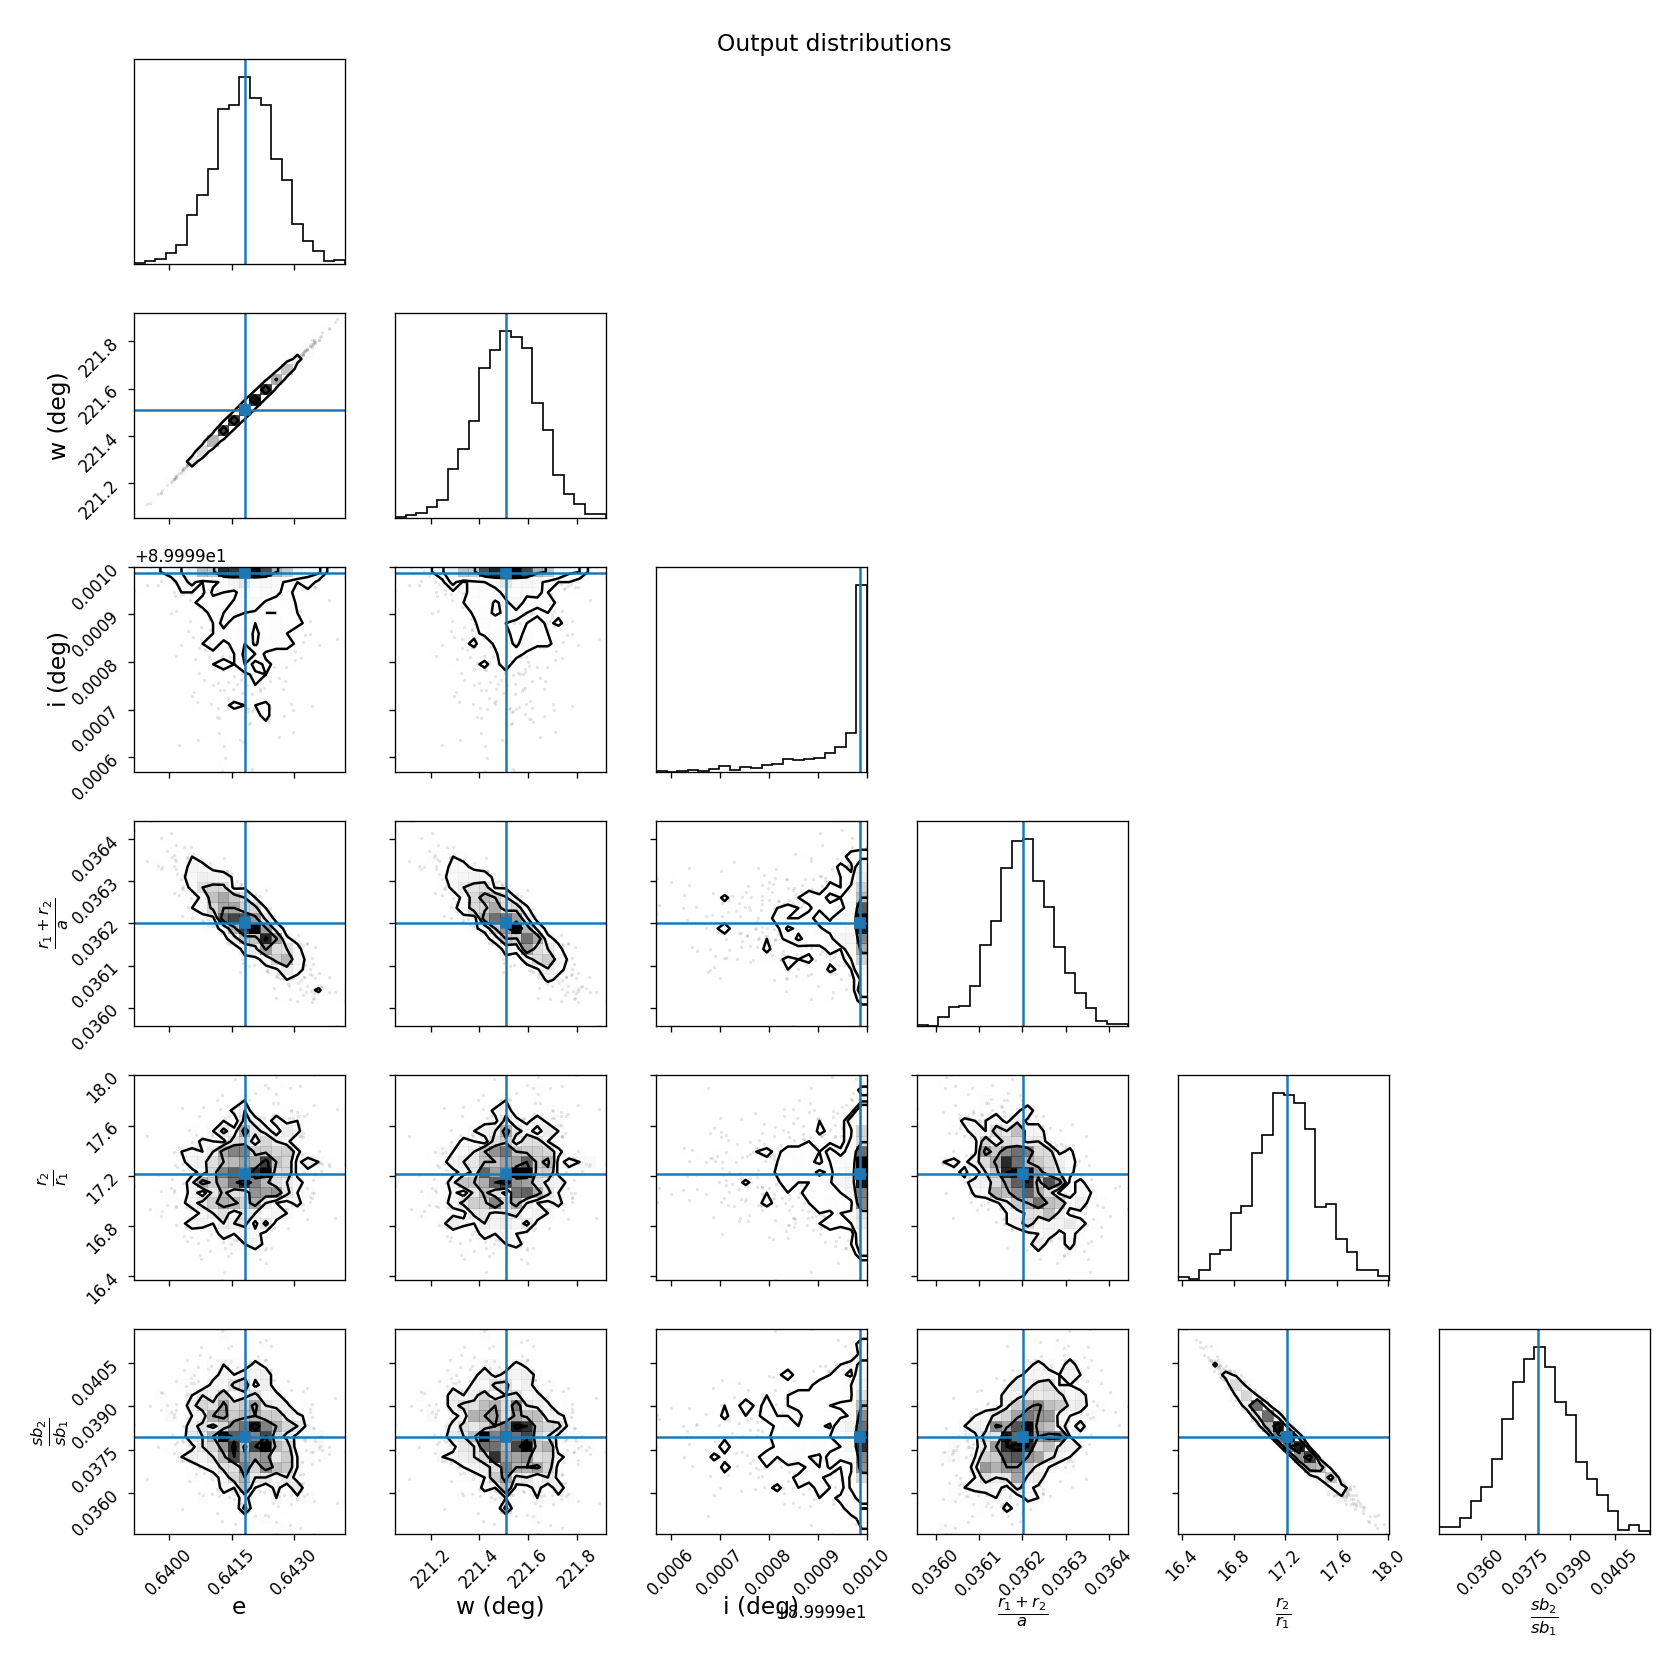 Output distributions
w (deg)
221.8
221.6
221.4
221.2
+8.9999e1
i (deg)
0.0010
0.0009
0.0008
0.0007
0.0006
r₁ + r₂
a
0.0364
0.0363
0.0362
0.0361
0.0360
r₂
r₁
18.0
17.6
17.2
16.8
16.4
sb₂
sb₁
0.0405
0.0390
0.0375
0.0360
0.6400 0.6415 0.6430
e
221.2 221.4 221.6 221.8
w (deg)
0.0006 0.0007 0.0008 0.0009 0.0010
i (deg)
+8.9999e1
0.0360 0.0361 0.0362 0.0363 0.0364
r₁ + r₂
a
16.4 16.8 17.2 17.6 18.0
r₂
r₁
0.0360 0.0375 0.0390 0.0405
sb₂
sb₁